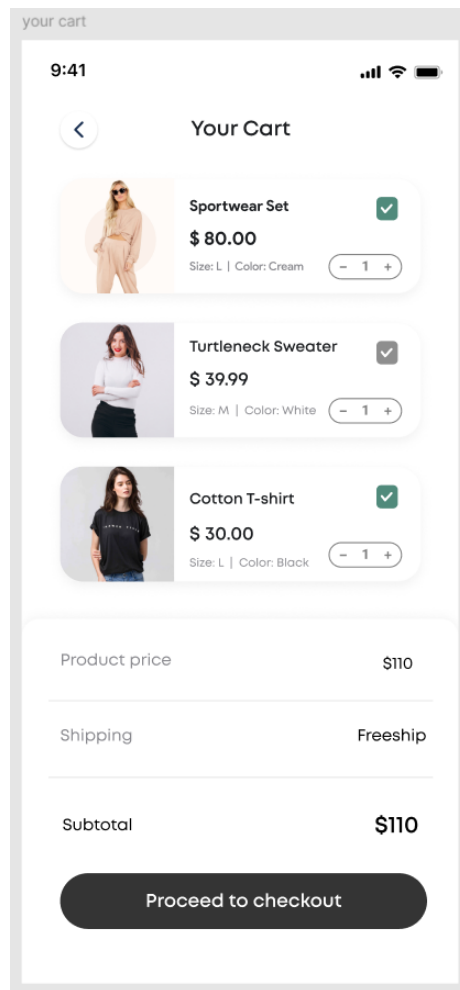 your cart
9:41
Your Cart
Sportwear Set
$ 80.00
Size: L | Color: Cream
− 1 +
Turtleneck Sweater
$ 39.99
Size: M | Color: White
− 1 +
Cotton T-shirt
$ 30.00
Size: L | Color: Black
− 1 +
Product price $110
Shipping Freeship
Subtotal $110
Proceed to checkout